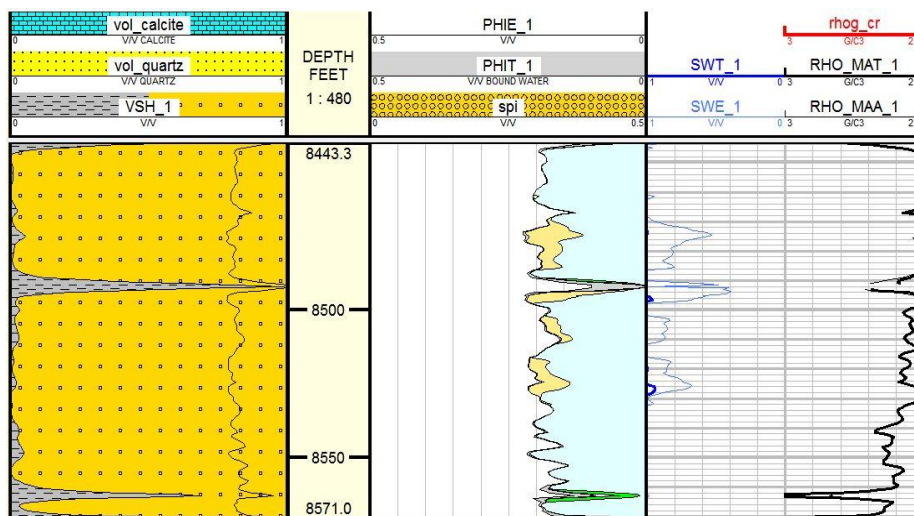 vol_calcite
0 V/V CALCITE 1
vol_quartz
0 V/V QUARTZ 1
VSH_1
0 V/V 1
DEPTH
FEET
1 : 480
PHIE_1
0.5 V/V 0
PHIT_1
0.5 V/V BOUND WATER 0
spi
0 V/V 0.5
SWT_1
1 V/V 0
SWE_1
1 V/V 0
rhog_cr
3 G/C3 2
RHO_MAT_1
3 G/C3 2
RHO_MAA_1
3 G/C3 2
8443.3
8500
8550
8571.0